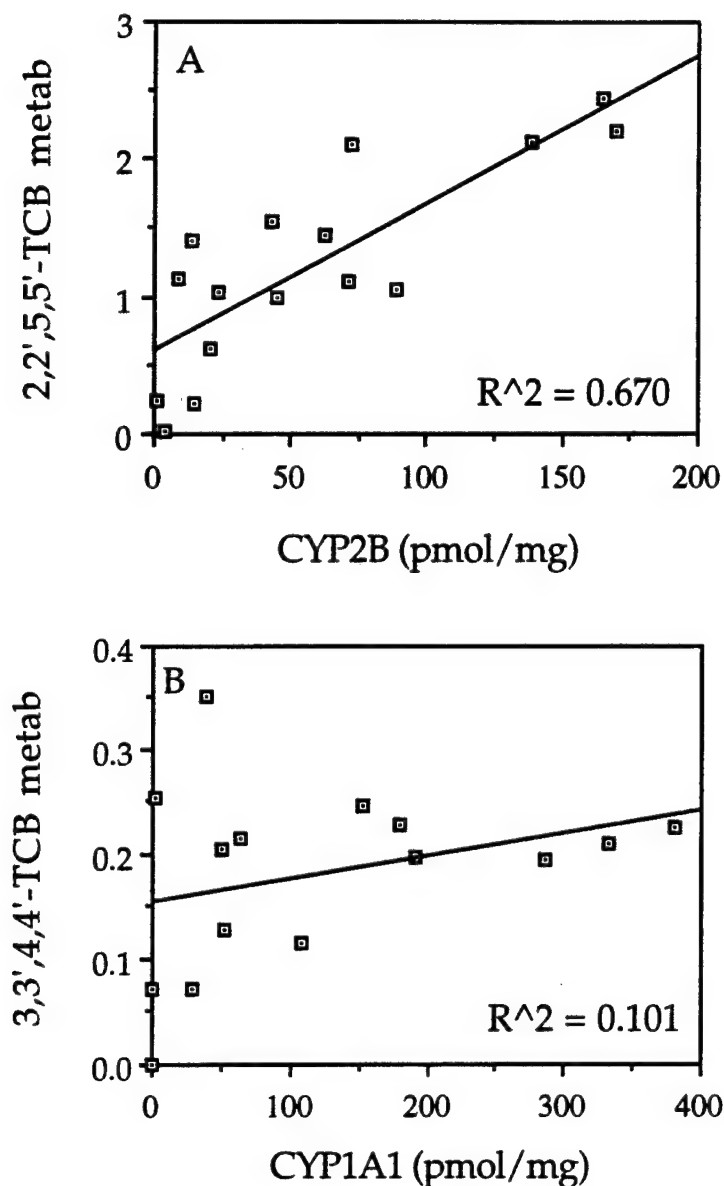 A
2,2',5,5'-TCB metab
3
2
1
0
R^2 = 0.670
0 50 100 150 200
CYP2B (pmol/mg)
B
3,3',4,4'-TCB metab
0.4
0.3
0.2
0.1
0.0
R^2 = 0.101
0 100 200 300 400
CYP1A1 (pmol/mg)